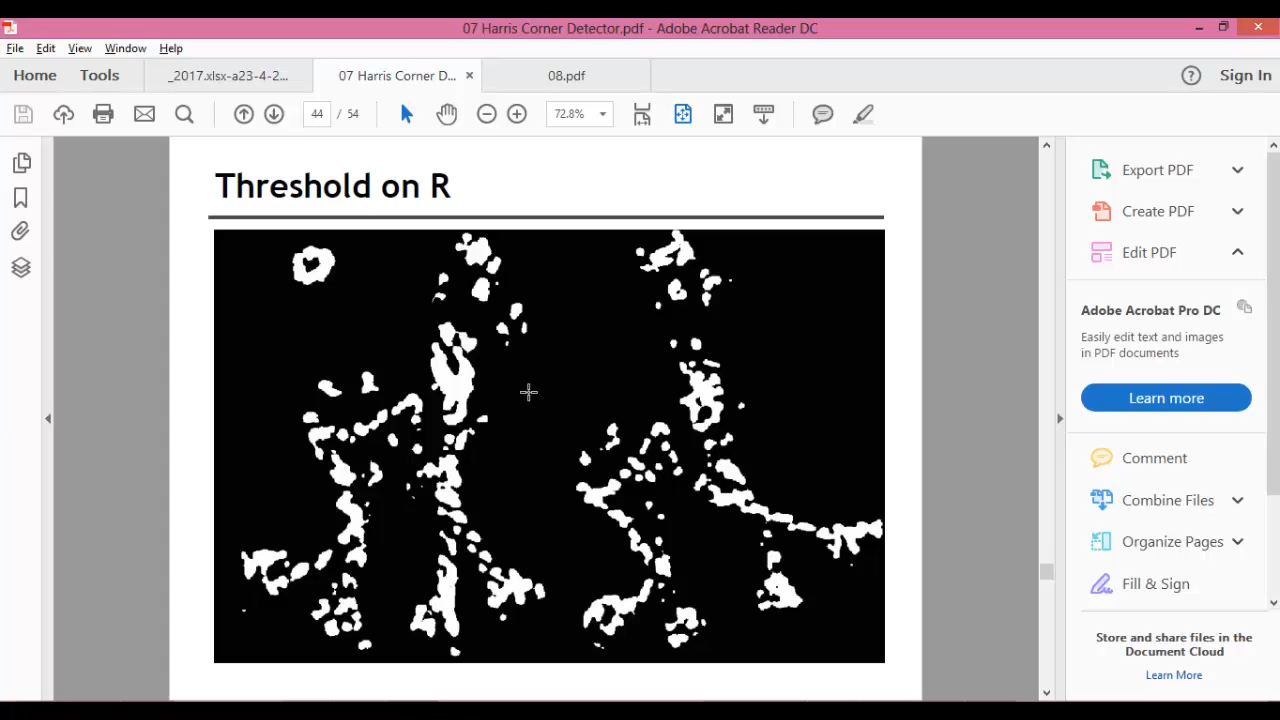 07 Harris Corner Detector.pdf - Adobe Acrobat Reader DC
File Edit View Window Help
Home Tools _2017.xlsx-a23-4-2... 07 Harris Corner D... × 08.pdf ? Sign In
44 / 54 72.8%
Threshold on R
Export PDF
Create PDF
Edit PDF
Adobe Acrobat Pro DC
Easily edit text and images
in PDF documents
Learn more
Comment
Combine Files
Organize Pages
Fill & Sign
Store and share files in the
Document Cloud
Learn More